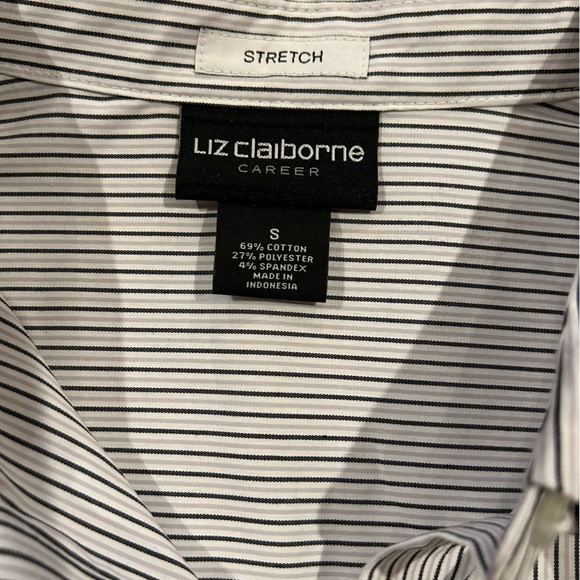 STRETCH
LIZ claiborne
CAREER
S
69% COTTON
27% POLYESTER
4% SPANDEX
MADE IN
INDONESIA